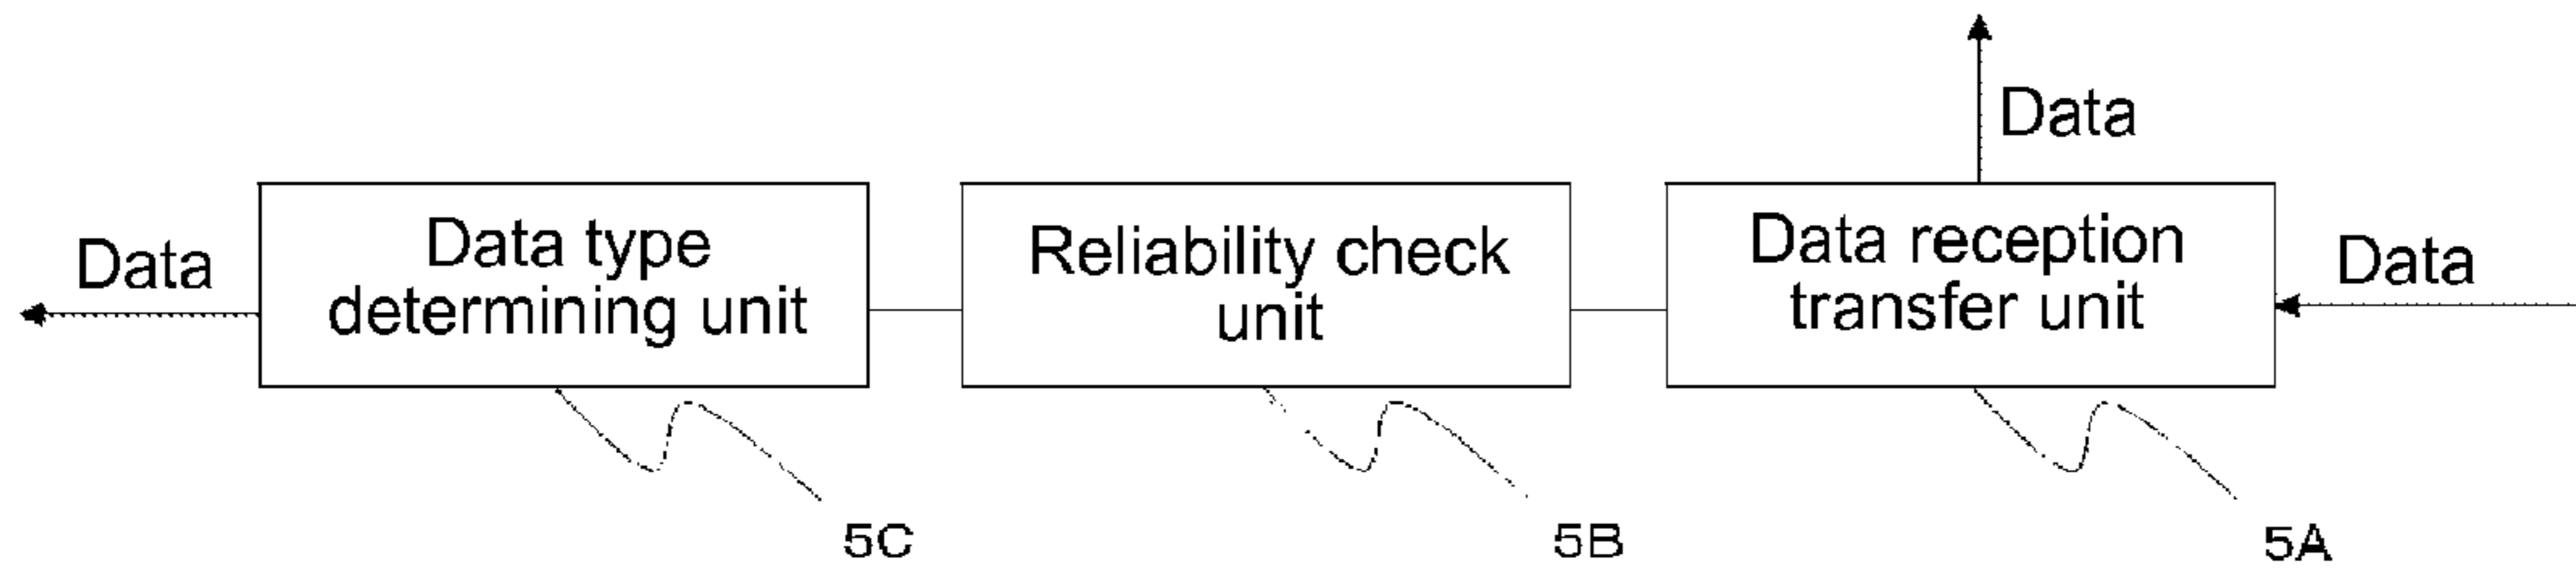 Data
Data
Data type
determining unit
Reliability check
unit
Data reception
transfer unit
Data
5C
5B
5A